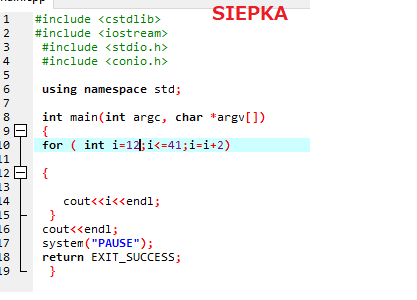 SIEPKA
1 #include <cstdlib>
2 #include <iostream>
3 #include <stdio.h>
4 #include <conio.h>
5
6 using namespace std;
7
8 int main(int argc, char *argv[])
9 {
10 for ( int i=12;i<=41;i=i+2)
11
12 {
13
14 cout<<i<<endl;
15 }
16 cout<<endl;
17 system("PAUSE");
18 return EXIT_SUCCESS;
19 }